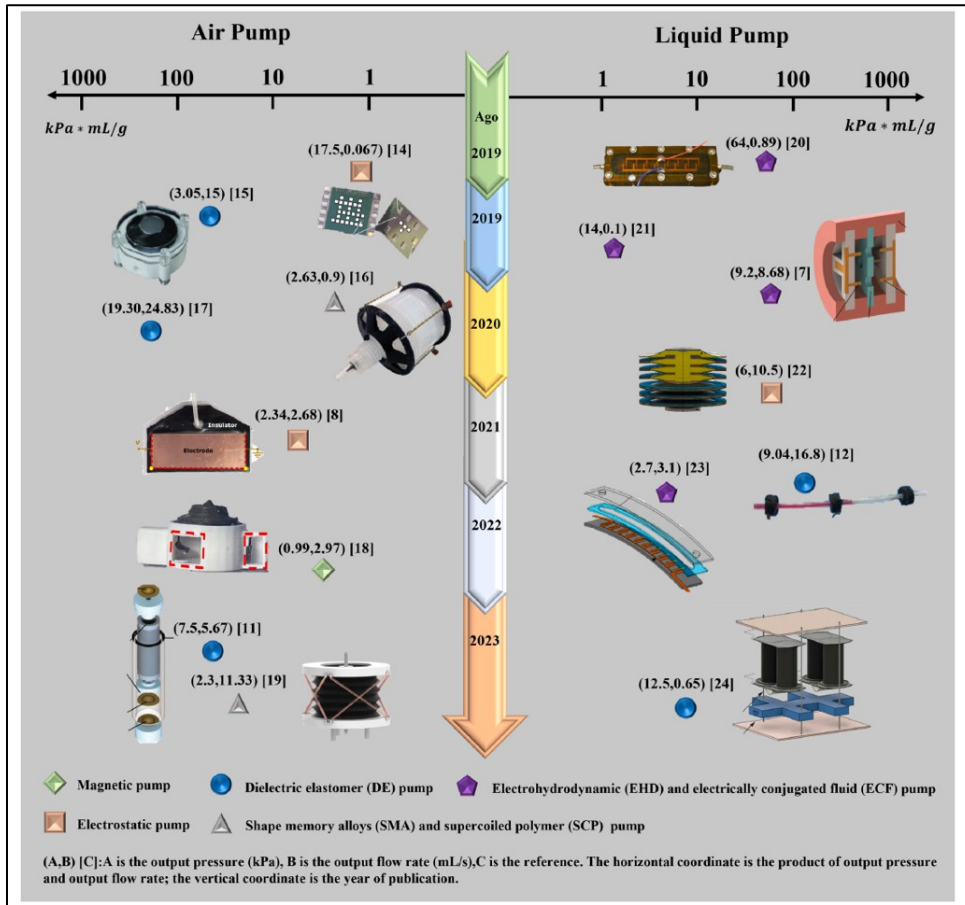 Air Pump
Liquid Pump
1000 100 10 1
1 10 100 1000
kPa * mL/g
kPa * mL/g
Ago
2019
2019
2020
2021
2022
2023
(17.5,0.067) [14]
(3.05,15) [15]
(2.63,0.9) [16]
(19.30,24.83) [17]
(2.34,2.68) [8]
Insulator
Electrode
(0.99,2.97) [18]
(7.5,5.67) [11]
(2.3,11.33) [19]
(64,0.89) [20]
(14,0.1) [21]
(9.2,8.68) [7]
(6,10.5) [22]
(9.04,16.8) [12]
(2.7,3.1) [23]
(12.5,0.65) [24]
Magnetic pump
Dielectric elastomer (DE) pump
Electrohydrodynamic (EHD) and electrically conjugated fluid (ECF) pump
Electrostatic pump
Shape memory alloys (SMA) and supercoiled polymer (SCP) pump
(A,B) [C]:A is the output pressure (kPa), B is the output flow rate (mL/s),C is the reference. The horizontal coordinate is the product of output pressure
and output flow rate; the vertical coordinate is the year of publication.